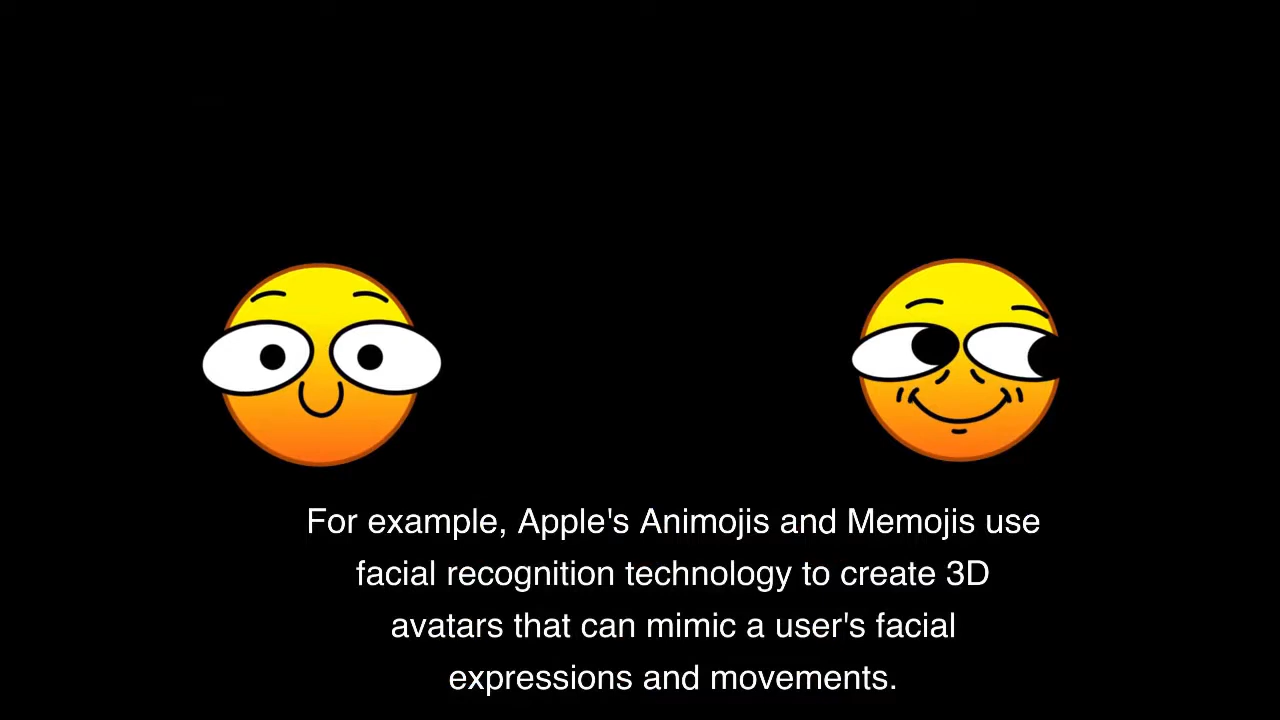 For example, Apple's Animojis and Memojis use
facial recognition technology to create 3D
avatars that can mimic a user's facial
expressions and movements.